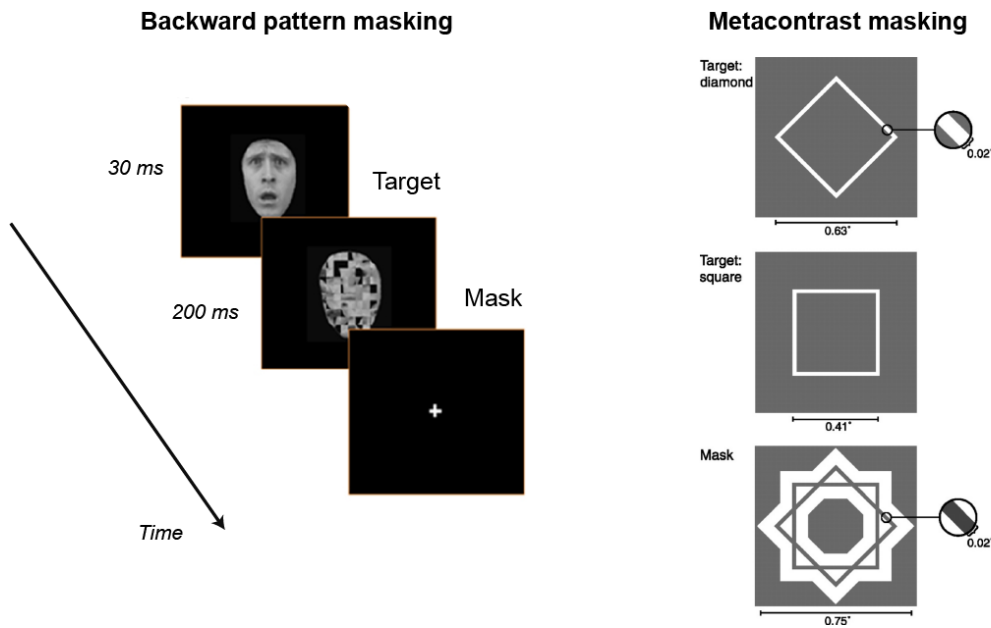 Backward pattern masking
30 ms
Target
200 ms
Mask
Time
Metacontrast masking
Target:
diamond
0.02°
0.63°
Target:
square
0.41°
Mask
0.02°
0.75°